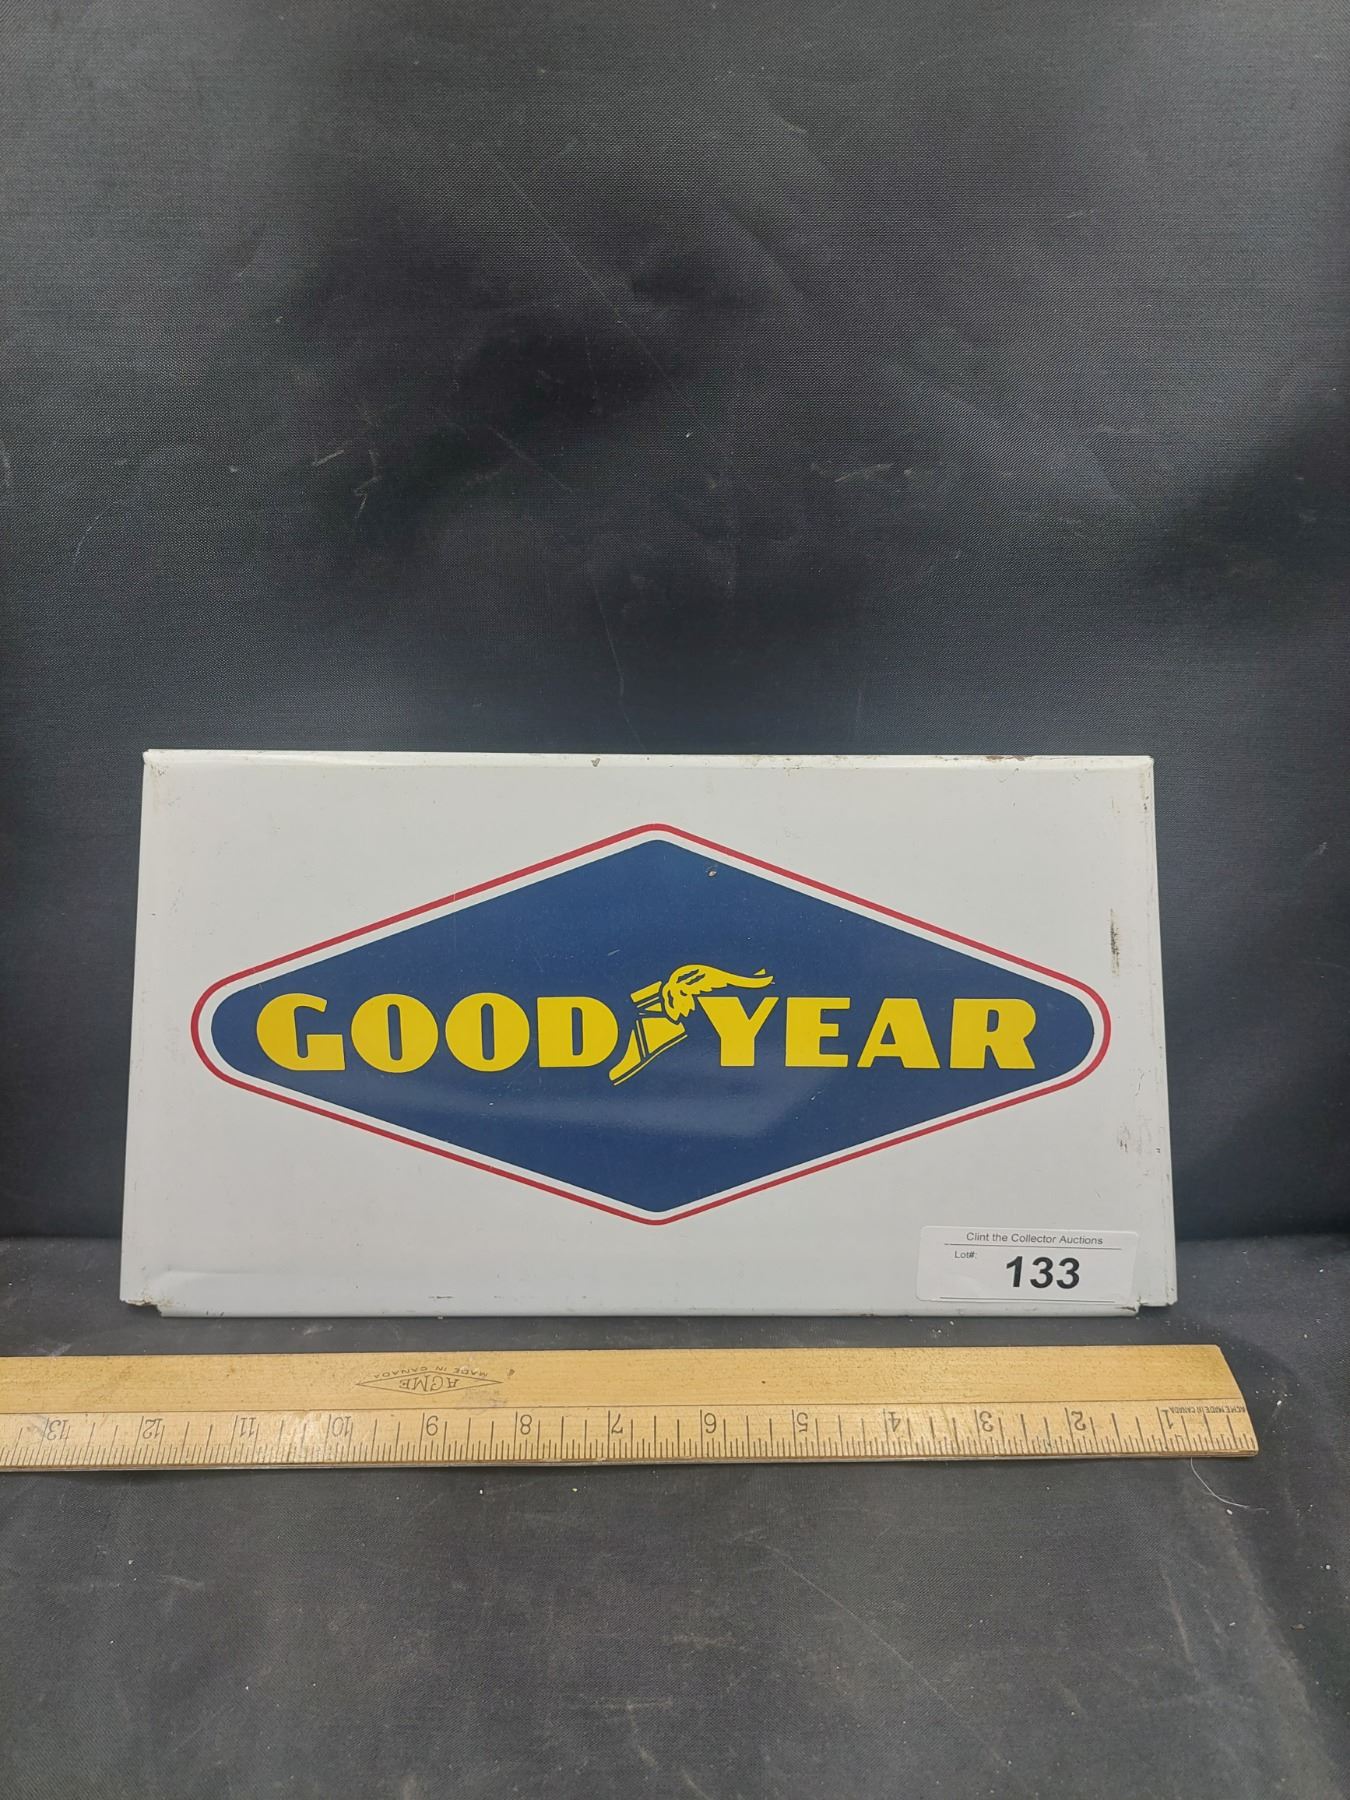 GOODYEAR
Clint the Collector Auctions
Lot#: 133
ACME
MADE IN CANADA
13 12 11 10 9 8 7 6 5 4 3 2 1
ACME MADE IN CANADA